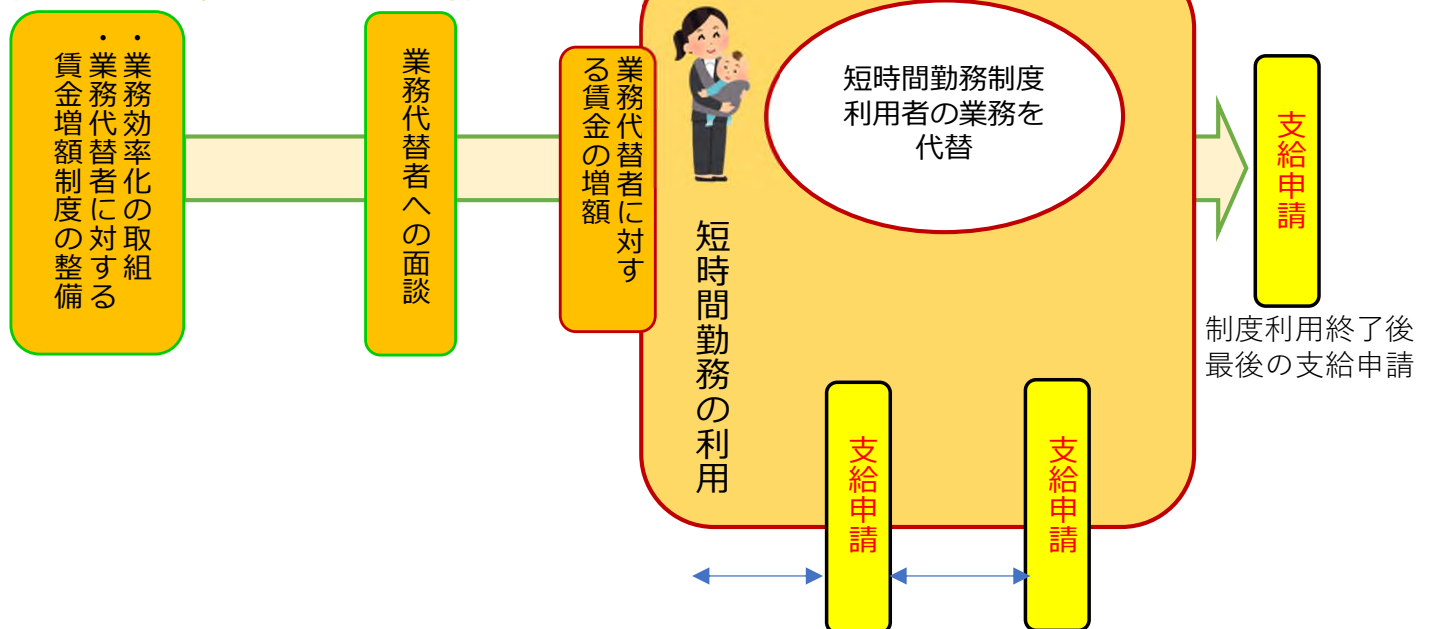 ・業務効率化の取組
・業務代替者に対する
賃金増額制度の整備
業務代替者への面談
業務代替者に対す
る賃金の増額
短時間勤務の利用
短時間勤務制度
利用者の業務を
代替
支給申請
支給申請
支給申請
制度利用終了後
最後の支給申請